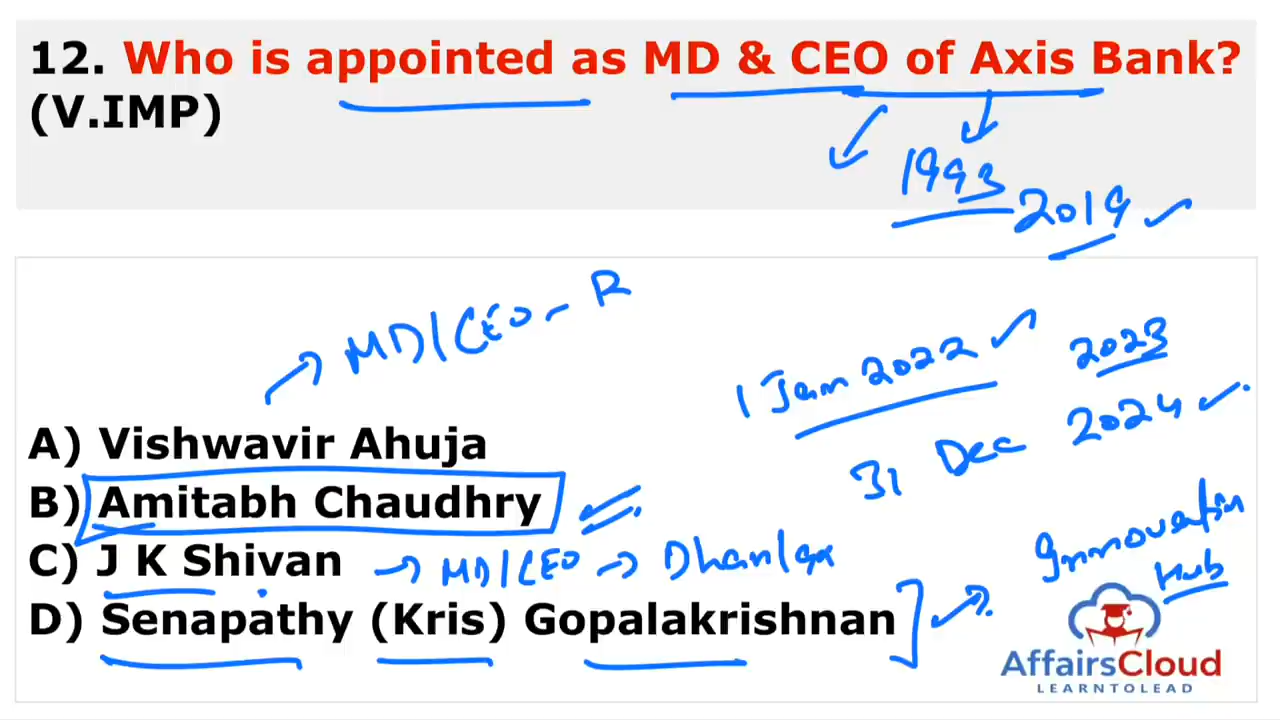 12. Who is appointed as MD & CEO of Axis Bank?
(V.IMP)
1993
2019
MD/CEO - R
1 Jan 2022
2023
31 Dec 2024
A) Vishwavir Ahuja
B) Amitabh Chaudhry
C) J K Shivan → MD/CEO →
D) Senapathy (Kris) Gopalakrishnan
Innovation
Hub
AffairsCloud
LEARNTOLEAD